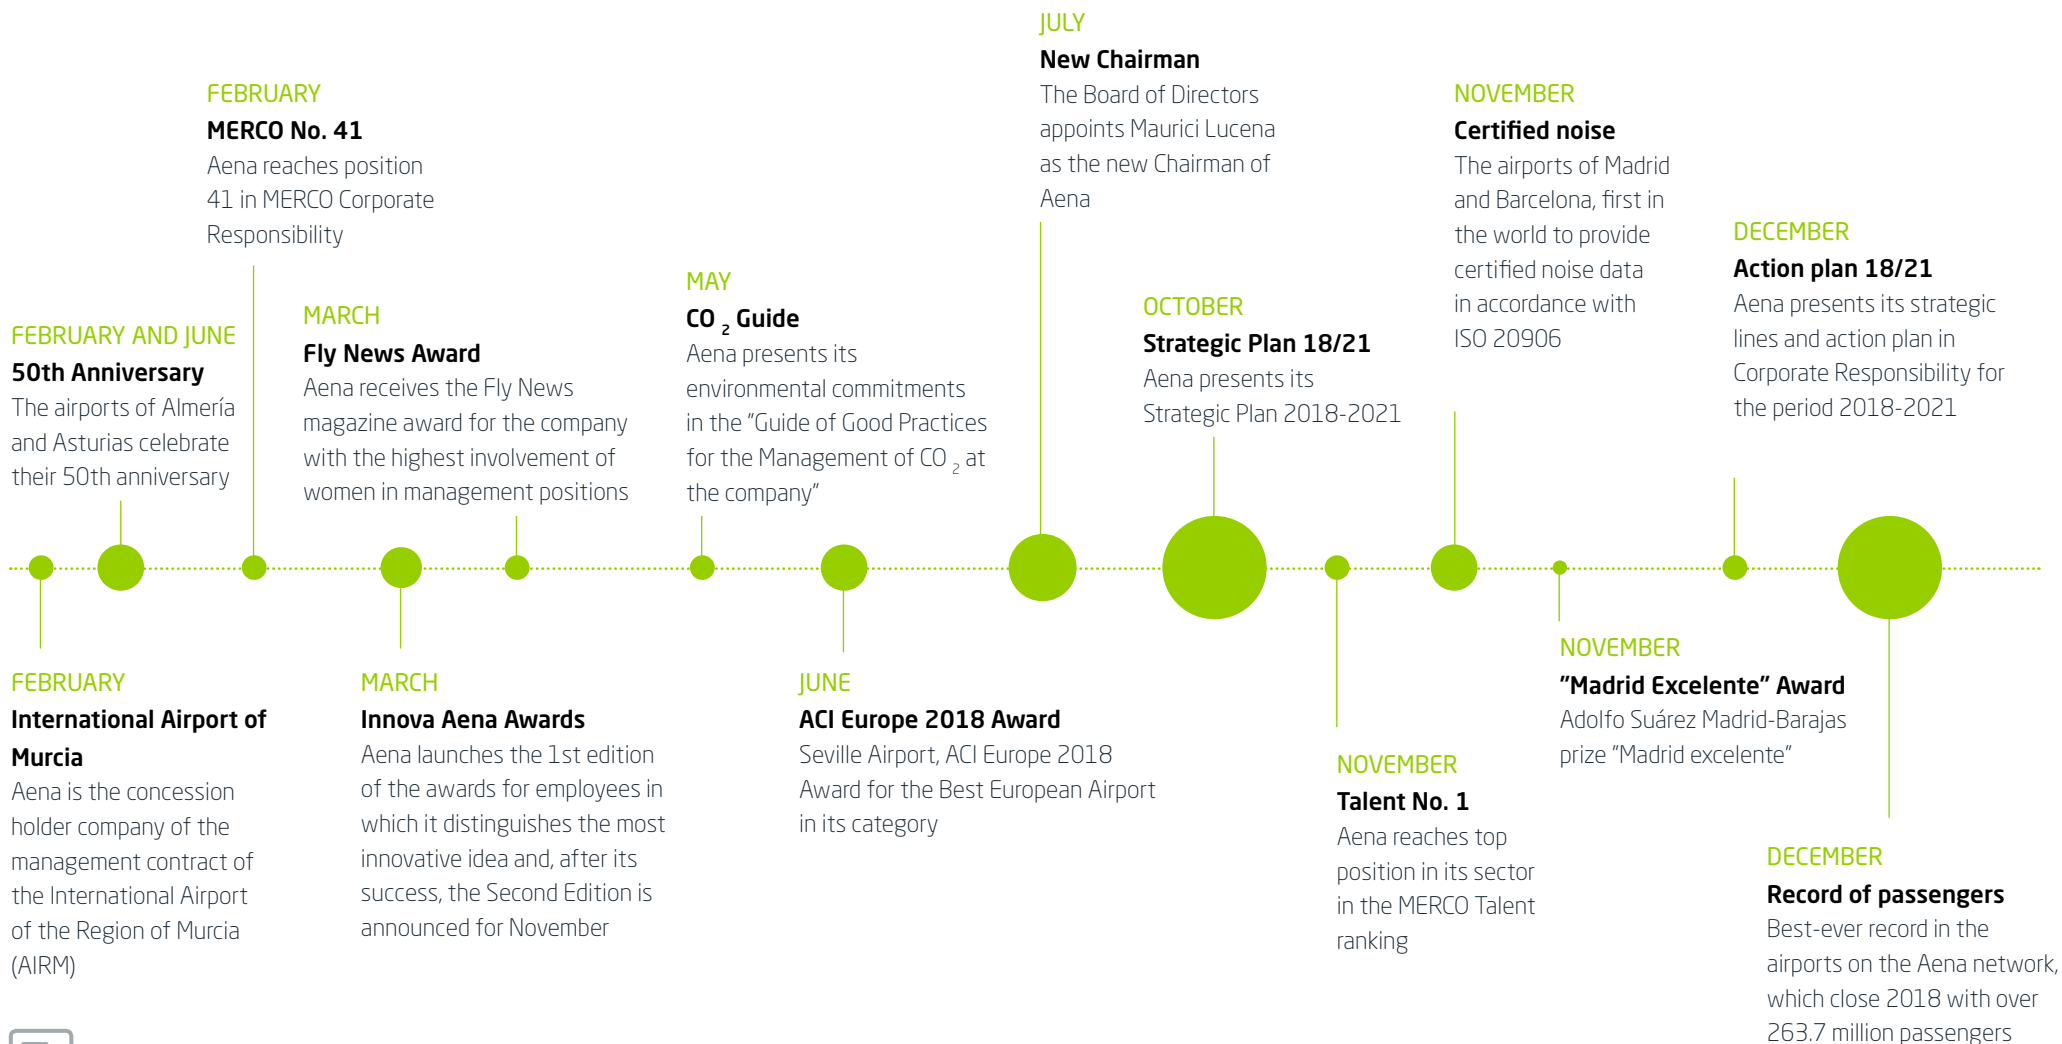 FEBRUARY AND JUNE
50th Anniversary
The airports of Almería
and Asturias celebrate
their 50th anniversary
FEBRUARY
MERCO No. 41
Aena reaches position
41 in MERCO Corporate
Responsibility
MARCH
Fly News Award
Aena receives the Fly News
magazine award for the company
with the highest involvement of
women in management positions
MAY
CO 2 Guide
Aena presents its
environmental commitments
in the "Guide of Good Practices
for the Management of CO 2 at
the company"
JULY
New Chairman
The Board of Directors
appoints Maurici Lucena
as the new Chairman of
Aena
OCTOBER
Strategic Plan 18/21
Aena presents its
Strategic Plan 2018-2021
NOVEMBER
Certified noise
The airports of Madrid
and Barcelona, first in
the world to provide
certified noise data
in accordance with
ISO 20906
DECEMBER
Action plan 18/21
Aena presents its strategic
lines and action plan in
Corporate Responsibility for
the period 2018-2021
FEBRUARY
International Airport of
Murcia
Aena is the concession
holder company of the
management contract of
the International Airport
of the Region of Murcia
(AIRM)
MARCH
Innova Aena Awards
Aena launches the 1st edition
of the awards for employees in
which it distinguishes the most
innovative idea and, after its
success, the Second Edition is
announced for November
JUNE
ACI Europe 2018 Award
Seville Airport, ACI Europe 2018
Award for the Best European Airport
in its category
NOVEMBER
Talent No. 1
Aena reaches top
position in its sector
in the MERCO Talent
ranking
NOVEMBER
"Madrid Excelente" Award
Adolfo Suárez Madrid-Barajas
prize "Madrid excelente"
DECEMBER
Record of passengers
Best-ever record in the
airports on the Aena network,
which close 2018 with over
263.7 million passengers